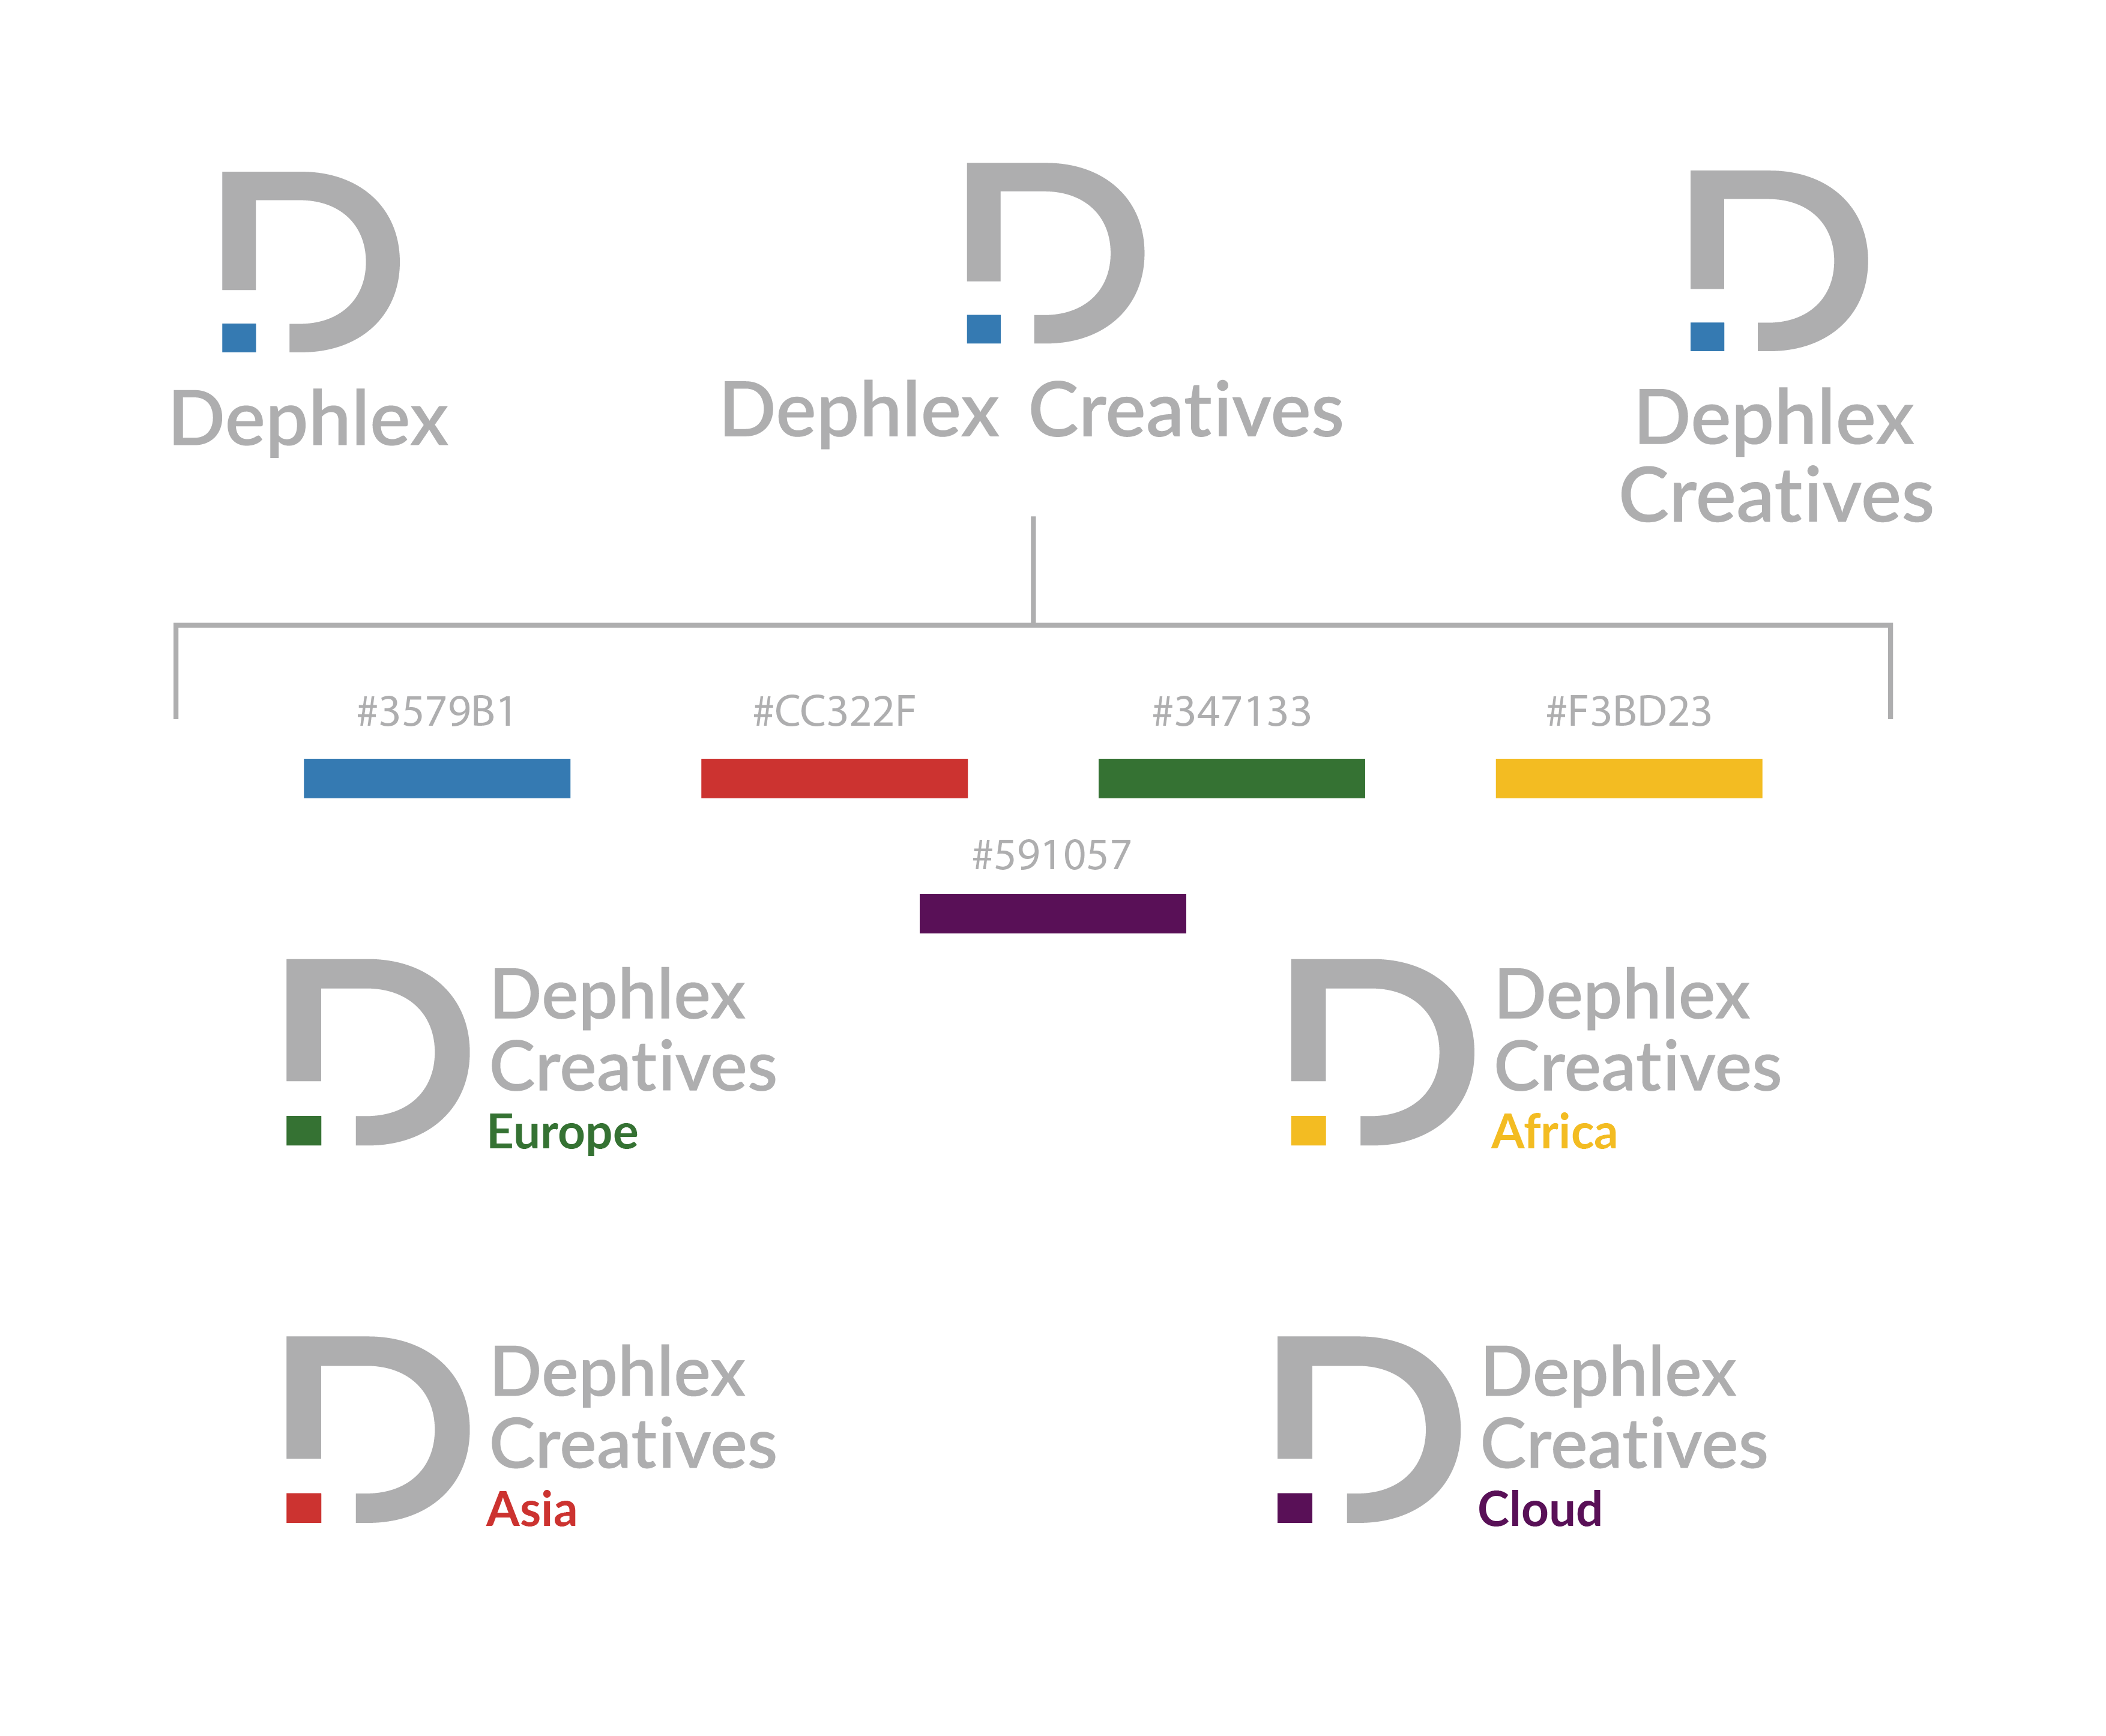 Dephlex
Dephlex Creatives
Dephlex
Creatives
#3579B1
#CC322F
#347133
#F3BD23
#591057
Dephlex
Creatives
Europe
Dephlex
Creatives
Africa
Dephlex
Creatives
Asia
Dephlex
Creatives
Cloud